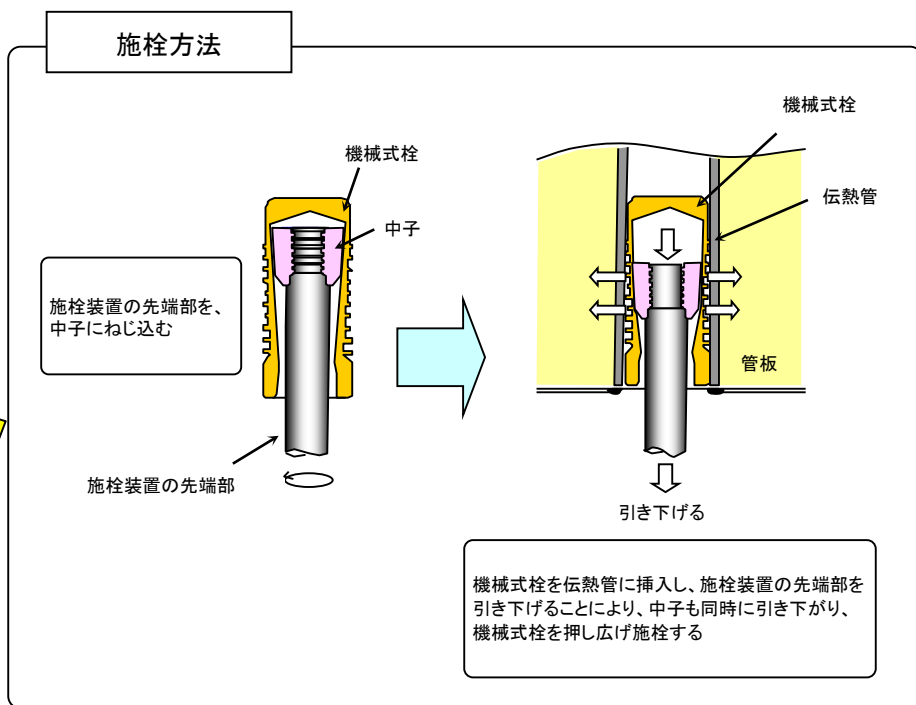 施栓方法
機械式栓
中子
施栓装置の先端部を、
中子にねじ込む
施栓装置の先端部
機械式栓
伝熱管
管板
引き下げる
機械式栓を伝熱管に挿入し、施栓装置の先端部を
引き下げることにより、中子も同時に引き下がり、
機械式栓を押し広げ施栓する